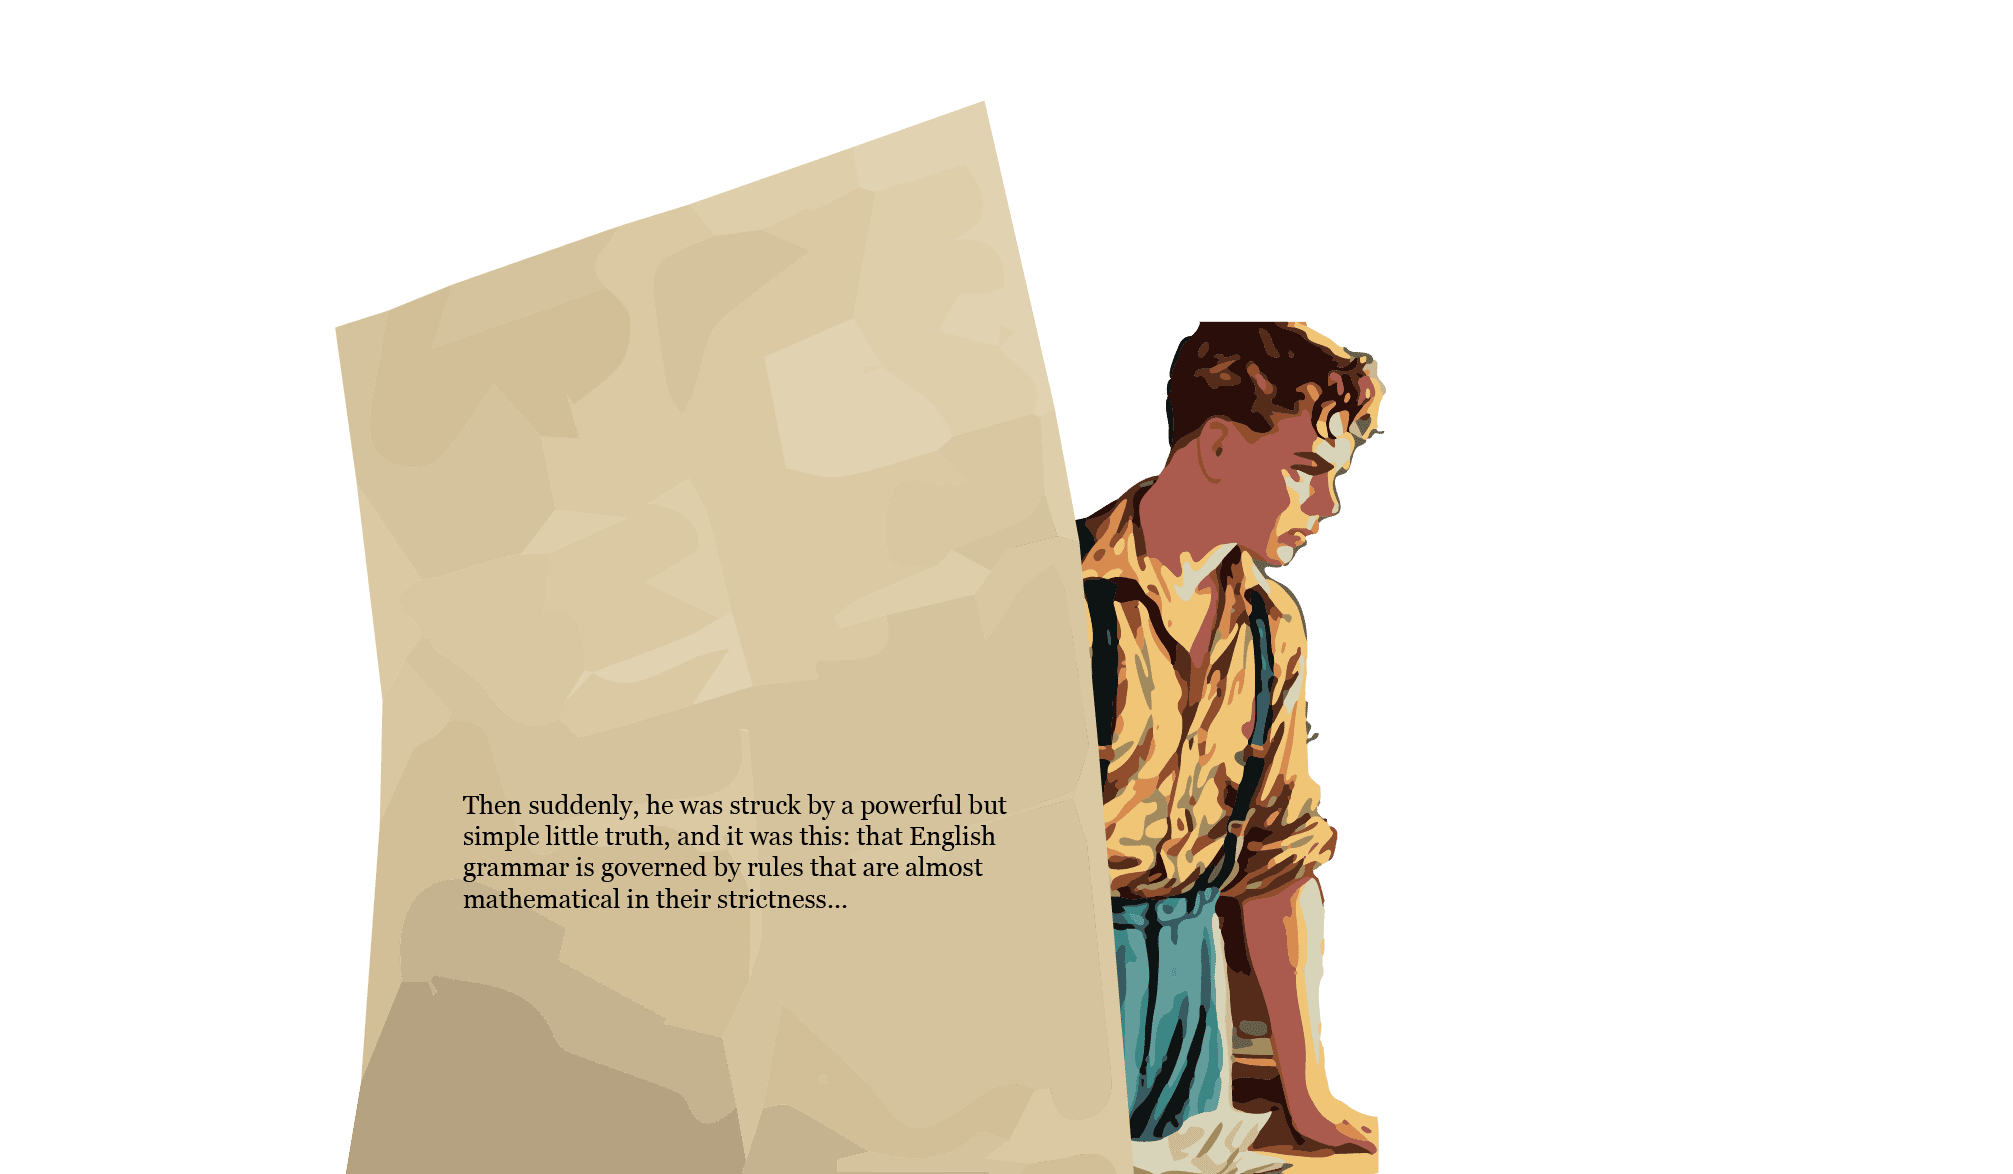 Then suddenly, he was struck by a powerful but
simple little truth, and it was this: that English
grammar is governed by rules that are almost
mathematical in their strictness...